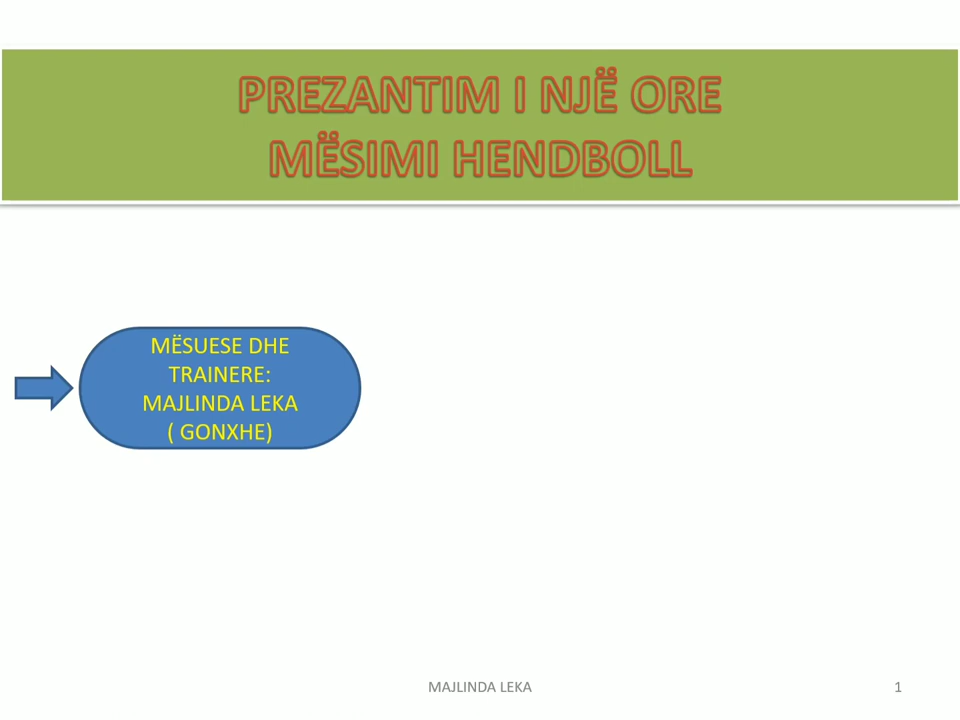 PREZANTIM I NJË ORE
MËSIMI HENDBOLL
MËSUESE DHE
TRAINERE:
MAJLINDA LEKA
( GONXHE)
MAJLINDA LEKA
1